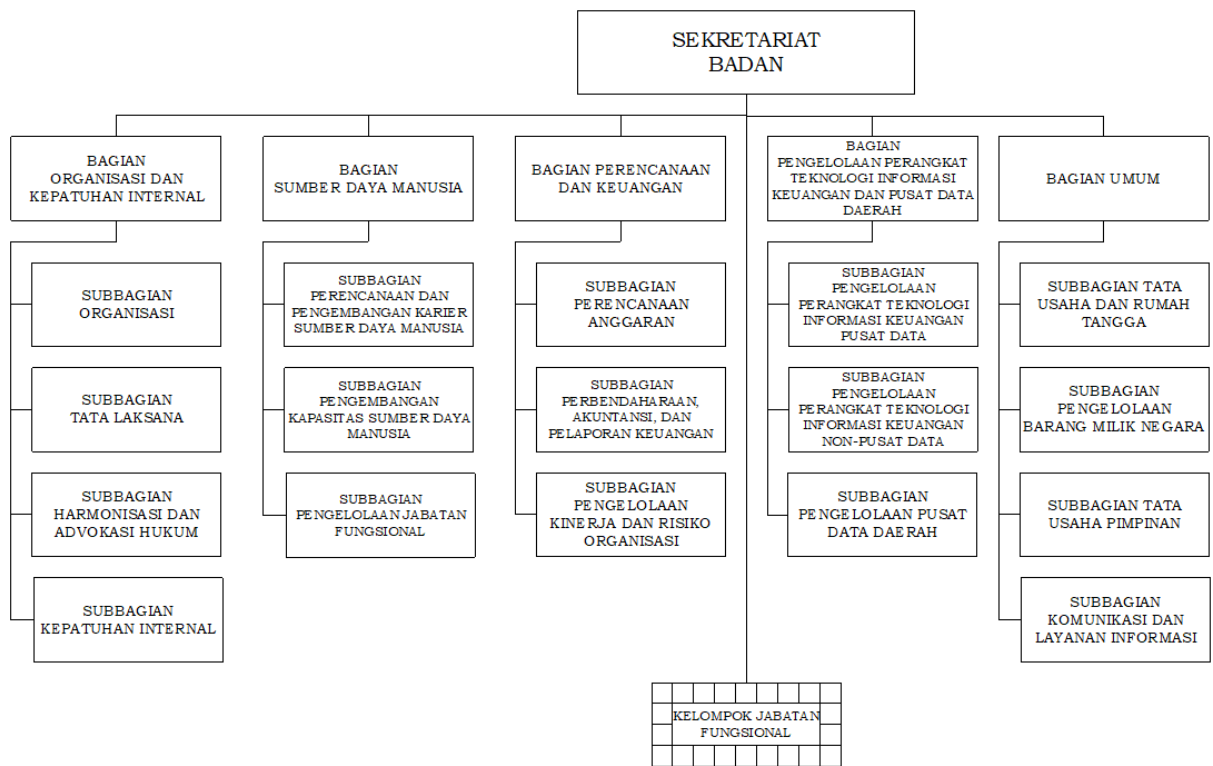 SEKRETARIAT
BADAN
BAGIAN
ORGANISASI DAN
KEPATUHAN INTERNAL
BAGIAN
SUMBER DAYA MANUSIA
BAGIAN PERENCANAAN
DAN KEUANGAN
BAGIAN
PENGELOLAAN PERANGKAT
TEKNOLOGI INFORMASI
KEUANGAN DAN PUSAT DATA
DAERAH
BAGIAN UMUM
SUBBAGIAN
ORGANISASI
SUBBAGIAN
PERENCANAAN DAN
PENGEMBANGAN KARIER
SUMBER DAYA MANUSIA
SUBBAGIAN
PERENCANAAN
ANGGARAN
SUBBAGIAN
PENGELOLAAN
PERANGKAT TEKNOLOGI
INFORMASI KEUANGAN
PUSAT DATA
SUBBAGIAN TATA
USAHA DAN RUMAH
TANGGA
SUBBAGIAN
TATA LAKSANA
SUBBAGIAN
PENGEMBANGAN
KAPASITAS SUMBER DAYA
MANUSIA
SUBBAGIAN
PERBENDAHARAAN,
AKUNTANSI, DAN
PELAPORAN KEUANGAN
SUBBAGIAN
PENGELOLAAN
PERANGKAT TEKNOLOGI
INFORMASI KEUANGAN
NON-PUSAT DATA
SUBBAGIAN
PENGELOLAAN
BARANG MILIK NEGARA
SUBBAGIAN
HARMONISASI DAN
ADVOKASI HUKUM
SUBBAGIAN
PENGELOLAAN JABATAN
FUNGSIONAL
SUBBAGIAN
PENGELOLAAN
KINERJA DAN RISIKO
ORGANISASI
SUBBAGIAN
PENGELOLAAN PUSAT
DATA DAERAH
SUBBAGIAN TATA
USAHA PIMPINAN
SUBBAGIAN
KEPATUHAN INTERNAL
SUBBAGIAN
KOMUNIKASI DAN
LAYANAN INFORMASI
KELOMPOK JABATAN
FUNGSIONAL